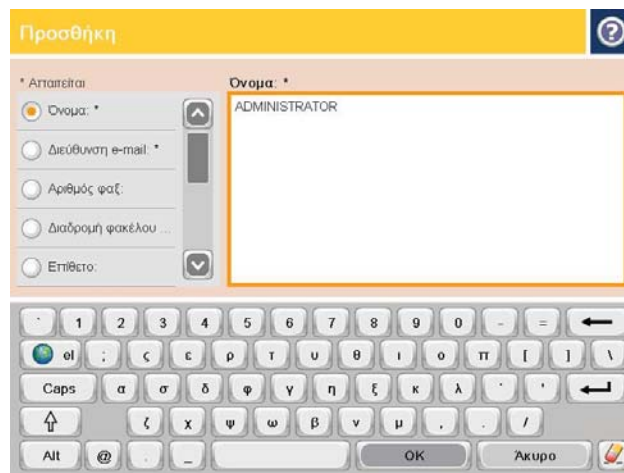 Προσθήκη
?
* Απαιτείται
Όνομα: *
Όνομα: *
ADMINISTRATOR
Διεύθυνση e-mail: *
Αριθμός φαξ:
Διαδρομή φακέλου ...
Επίθετο:
` 1 2 3 4 5 6 7 8 9 0 - =
el ; ς ε ρ τ υ θ ι ο π [ ] \
Caps α σ δ φ γ η ξ κ λ ΄ '
ζ χ ψ ω β ν μ , . /
Alt @ . _ OK Άκυρο